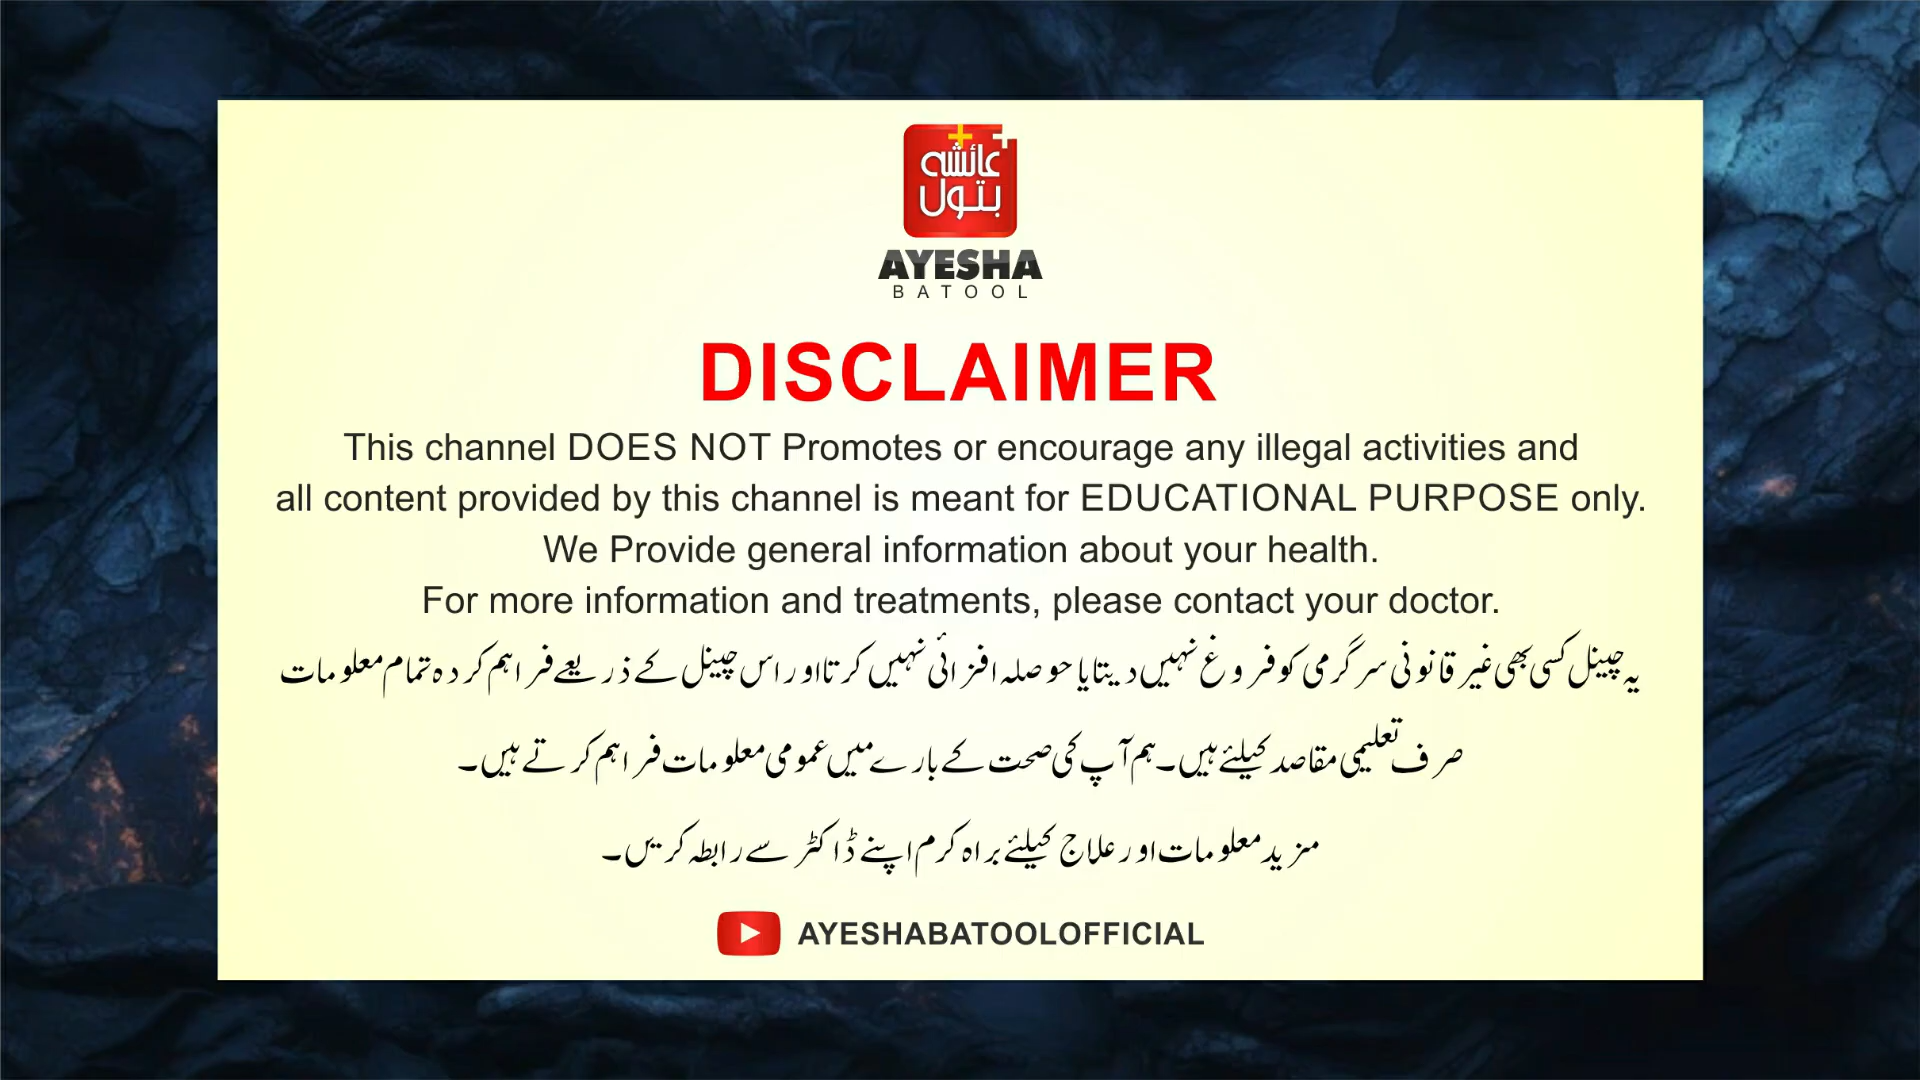 عائشہ
بتول
AYESHA
BATOOL
DISCLAIMER
This channel DOES NOT Promotes or encourage any illegal activities and
all content provided by this channel is meant for EDUCATIONAL PURPOSE only.
We Provide general information about your health.
For more information and treatments, please contact your doctor.
یہ چینل کسی بھی غیر قانونی سرگرمی کو فروغ نہیں دیتا یا حوصلہ افزائی نہیں کرتا اور اس چینل کے ذریعے فراہم کردہ تمام معلومات
صرف تعلیمی مقاصد کیلئے ہیں۔ ہم آپ کی صحت کے بارے میں عمومی معلومات فراہم کرتے ہیں۔
مزید معلومات اور علاج کیلئے براہ کرم اپنے ڈاکٹر سے رابطہ کریں۔
AYESHABATOOLOFFICIAL